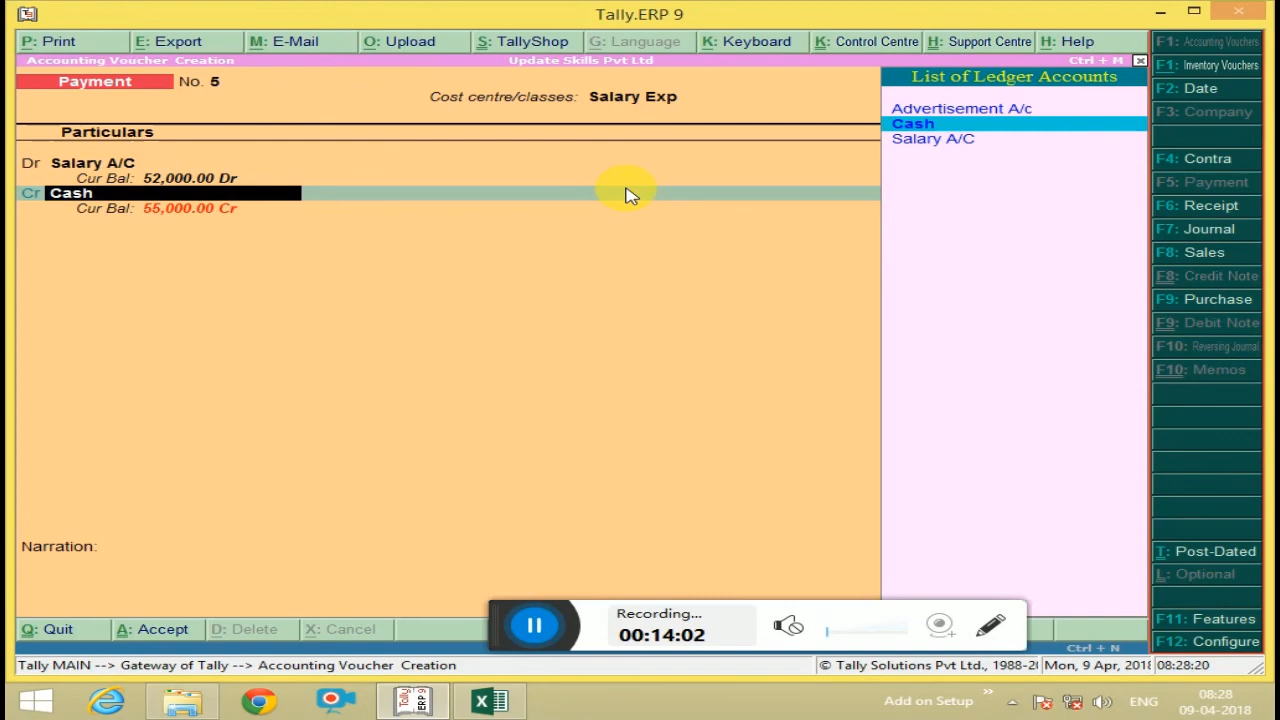 Tally.ERP 9
P: Print E: Export M: E-Mail O: Upload S: TallyShop G: Language K: Keyboard K: Control Centre H: Support Centre H: Help
Accounting Voucher Creation Update Skills Pvt Ltd Ctrl + M
Payment No. 5
Cost centre/classes: Salary Exp
Particulars
Dr Salary A/C
Cur Bal: 52,000.00 Dr
Cr Cash
Cur Bal: 55,000.00 Cr
Narration:
List of Ledger Accounts
Advertisement A/c
Cash
Salary A/C
F1: Accounting Vouchers
F1: Inventory Vouchers
F2: Date
F3: Company
F4: Contra
F5: Payment
F6: Receipt
F7: Journal
F8: Sales
F8: Credit Note
F9: Purchase
F9: Debit Note
F10: Reversing Journal
F10: Memos
T: Post-Dated
L: Optional
F11: Features
F12: Configure
Recording...
00:14:02
Q: Quit A: Accept D: Delete X: Cancel
Ctrl + N
Tally MAIN --> Gateway of Tally --> Accounting Voucher Creation © Tally Solutions Pvt Ltd., 1988-20 Mon, 9 Apr, 2018 08:28:20
Tally ERP 9
Add on Setup » ENG 08:28
09-04-2018